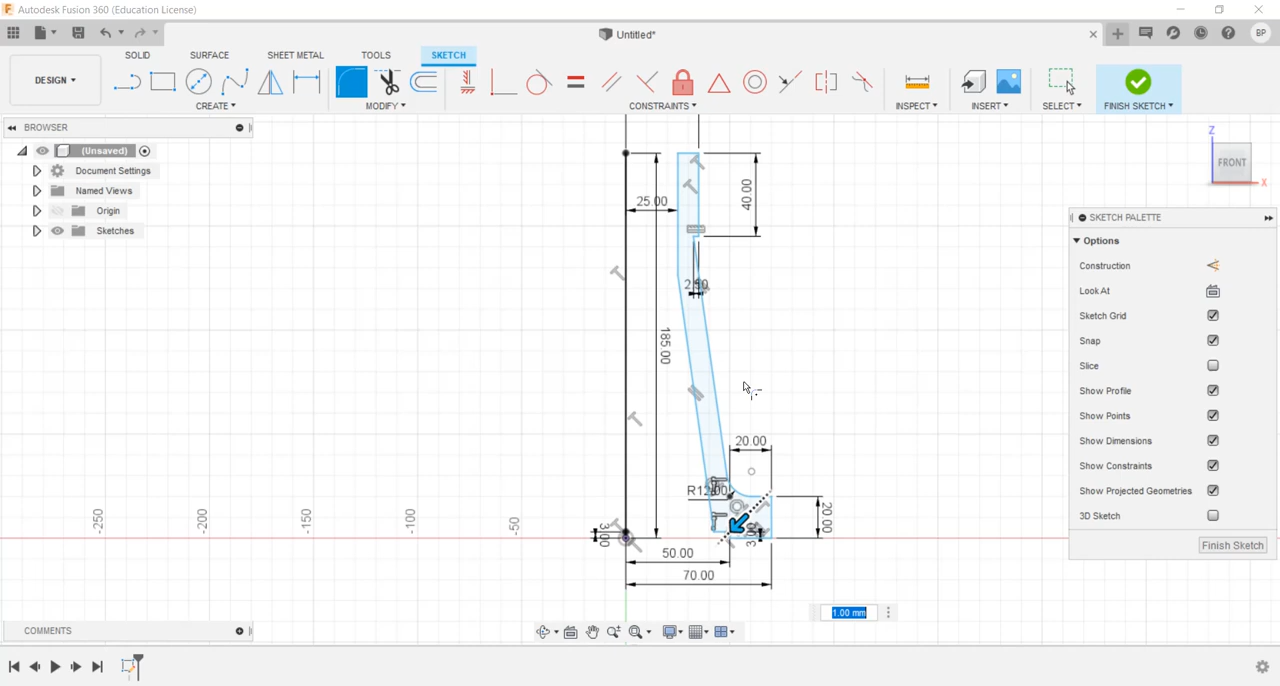 Autodesk Fusion 360 (Education License)
Untitled*
BP
SOLID SURFACE SHEET METAL TOOLS SKETCH
DESIGN
CREATE MODIFY CONSTRAINTS INSPECT INSERT SELECT FINISH SKETCH
BROWSER
(Unsaved)
Document Settings
Named Views
Origin
Sketches
Z
FRONT
X
SKETCH PALETTE
Options
Construction
Look At
Sketch Grid
Snap
Slice
Show Profile
Show Points
Show Dimensions
Show Constraints
Show Projected Geometries
3D Sketch
Finish Sketch
25.00
40.00
2.50
185.00
20.00
R12.00
20.00
3.00
50.00
70.00
-250
-200
-150
-100
-50
1.00 mm
COMMENTS